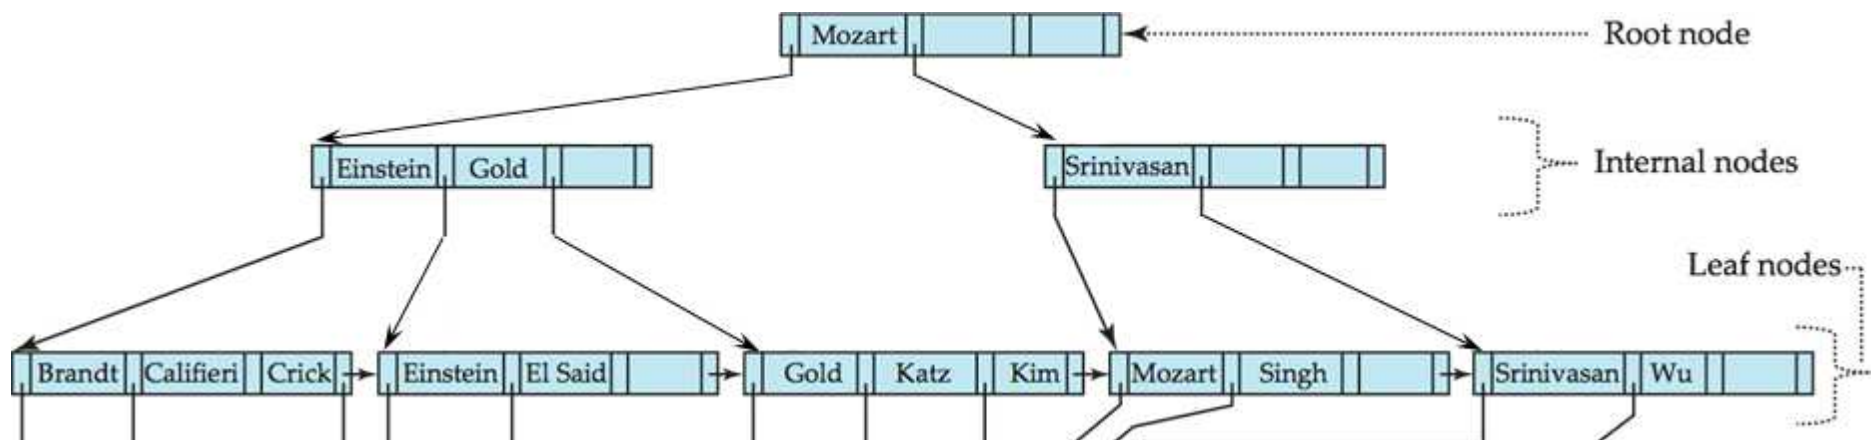 Mozart Root node
Einstein Gold Srinivasan Internal nodes
Leaf nodes
Brandt Califieri Crick Einstein El Said Gold Katz Kim Mozart Singh Srinivasan Wu